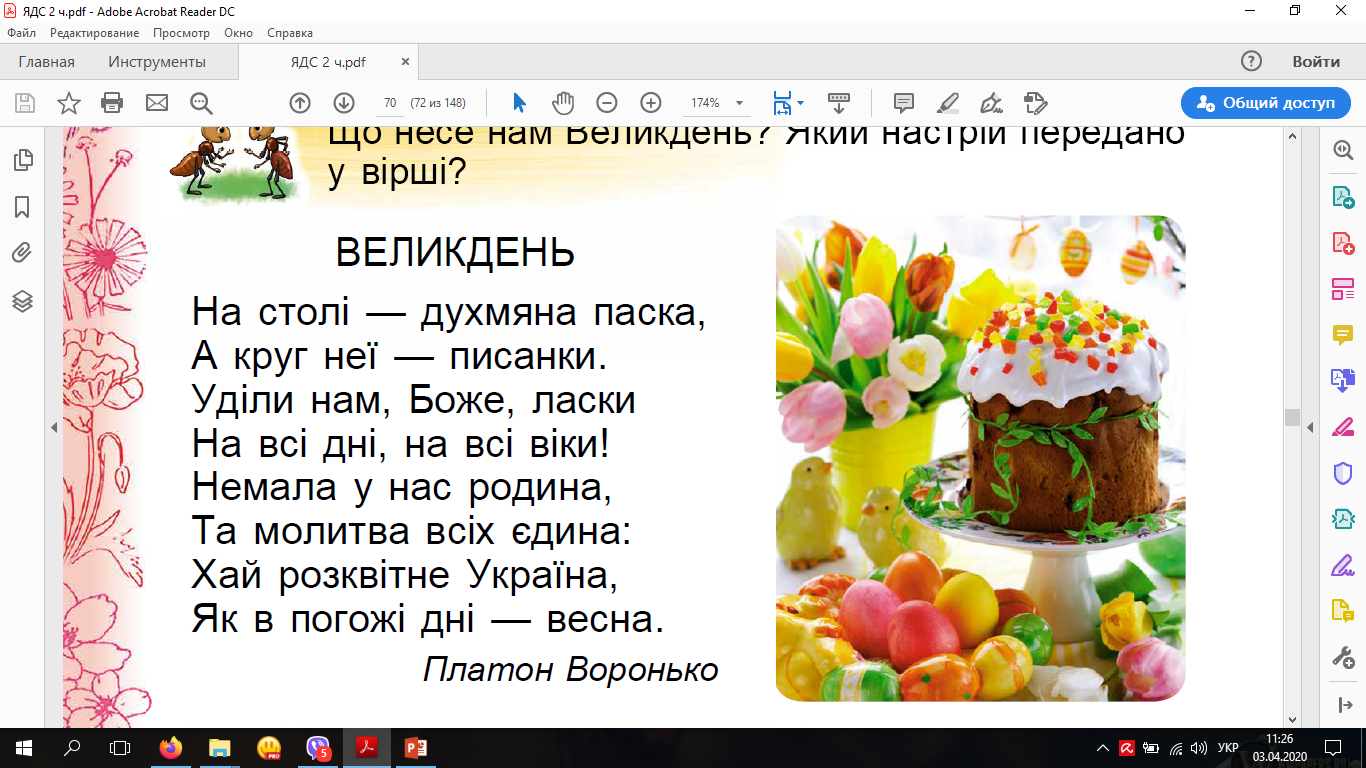 ЯДС 2 ч.pdf - Adobe Acrobat Reader DC
Файл Редактирование Просмотр Окно Справка
Главная Инструменты ЯДС 2 ч.pdf × Войти
70 (72 из 148) 174% Общий доступ
Що несе нам Великдень? Який настрій передано
у вірші?
ВЕЛИКДЕНЬ
На столі — духмяна паска,
А круг неї — писанки.
Уділи нам, Боже, ласки
На всі дні, на всі віки!
Немала у нас родина,
Та молитва всіх єдина:
Хай розквітне Україна,
Як в погожі дні — весна.
Платон Воронько
PRO 5 УКР 11:26
03.04.2020